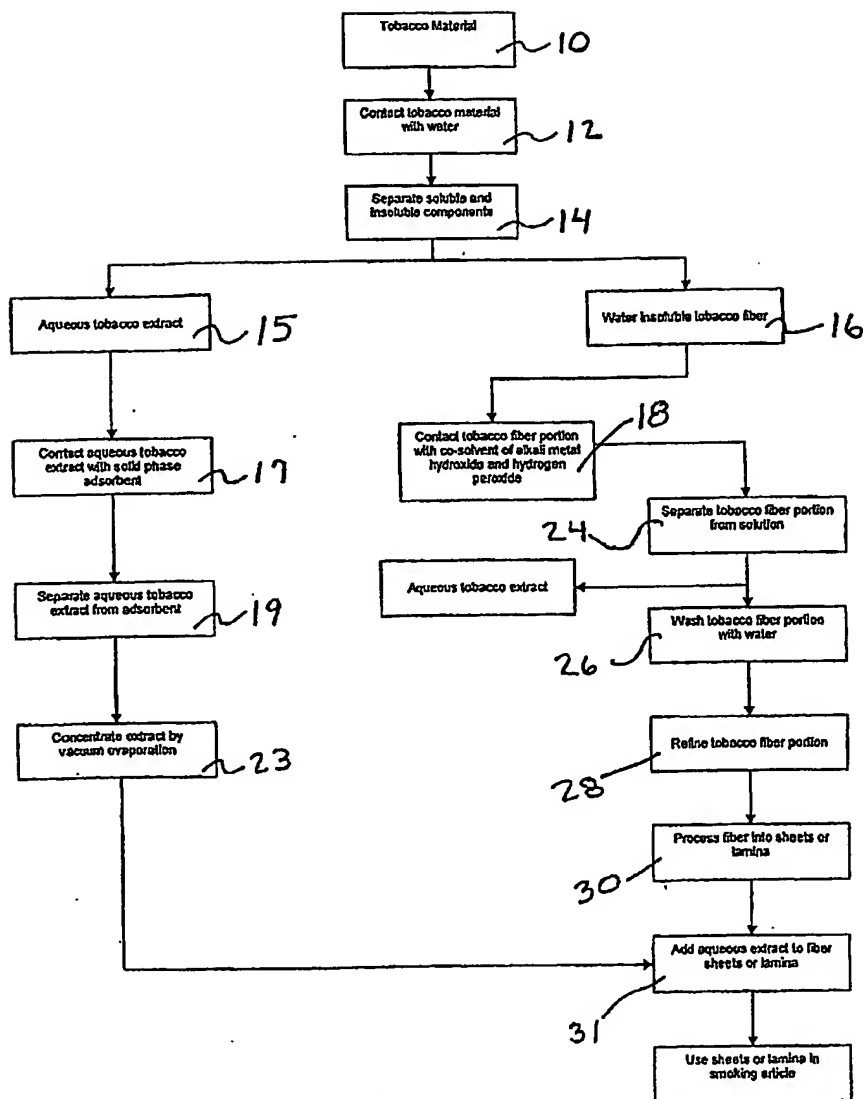 Tobacco Material
10
Contact tobacco material
with water
12
Separate soluble and
insoluble components
14
Aqueous tobacco extract
15
Water insoluble tobacco fiber
16
Contact aqueous tobacco
extract with solid phase
adsorbent
17
Contact tobacco fiber portion
with co-solvent of alkali metal
hydroxide and hydrogen
peroxide
18
Separate tobacco fiber portion
from solution
24
Aqueous tobacco extract
Separate aqueous tobacco
extract from adsorbent
19
Wash tobacco fiber portion
with water
26
Concentrate extract by
vacuum evaporation
23
Refine tobacco fiber portion
28
Process fiber into sheets or
lamina
30
Add aqueous extract to fiber
sheets or lamina
31
Use sheets or lamina in
smoking article